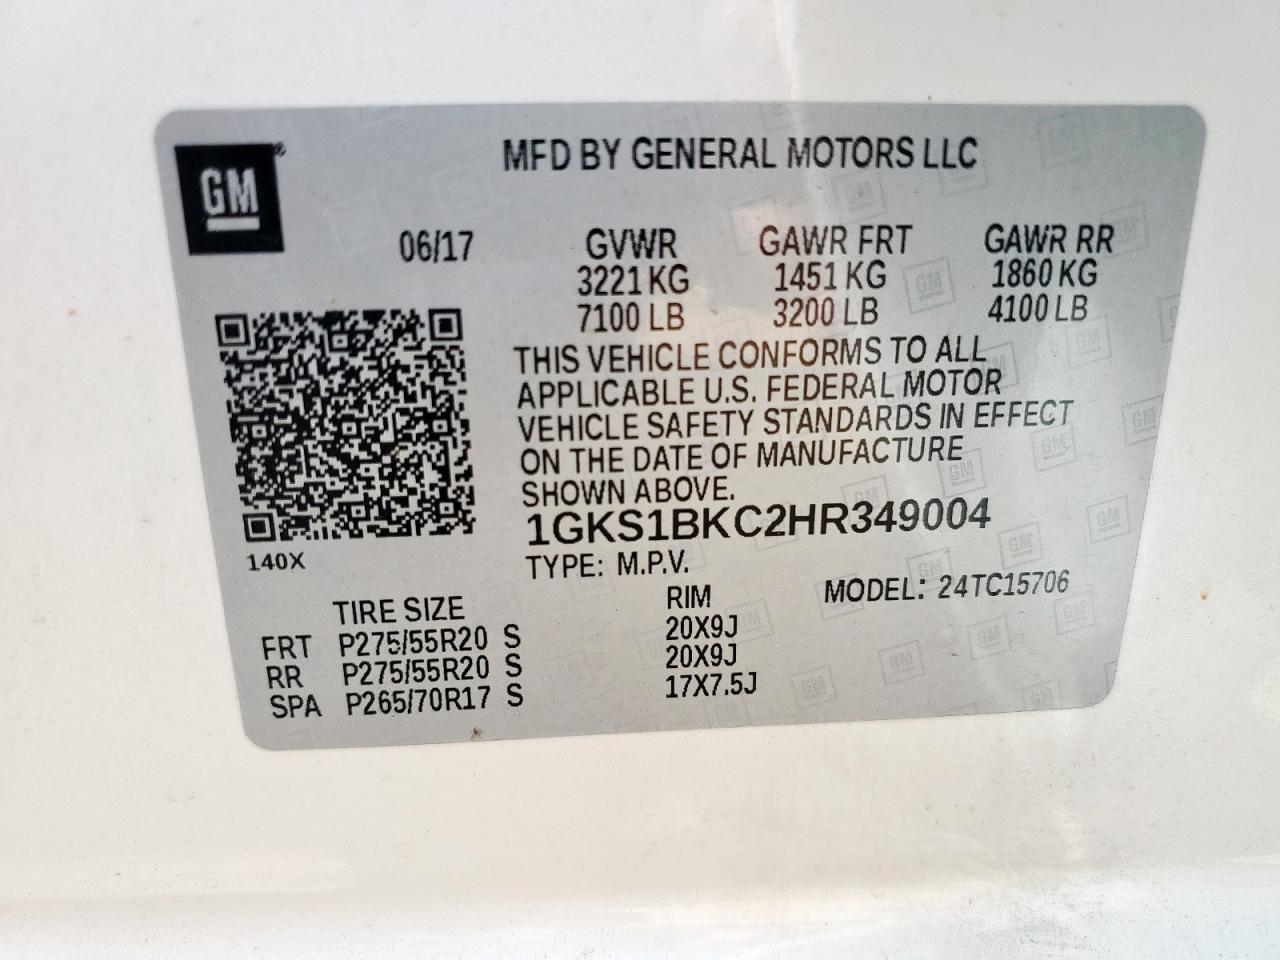 GM
MFD BY GENERAL MOTORS LLC
06/17 GVWR GAWR FRT GAWR RR
3221 KG 1451 KG 1860 KG
7100 LB 3200 LB 4100 LB
THIS VEHICLE CONFORMS TO ALL
APPLICABLE U.S. FEDERAL MOTOR
VEHICLE SAFETY STANDARDS IN EFFECT
ON THE DATE OF MANUFACTURE
SHOWN ABOVE.
1GKS1BKC2HR349004
140X
TYPE: M.P.V.
MODEL: 24TC15706
TIRE SIZE RIM
FRT P275/55R20 S 20X9J
RR P275/55R20 S 20X9J
SPA P265/70R17 S 17X7.5J